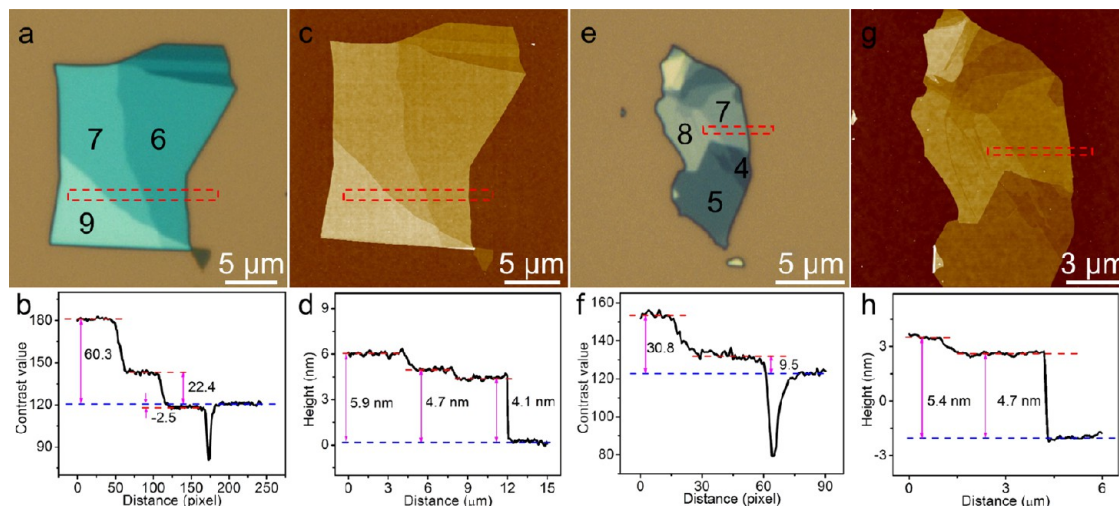 a
7
6
9
5 µm
c
5 µm
e
7
8
4
5
5 µm
g
3 µm
b
Contrast value
180
150
120
90
60.3
22.4
-2.5
0 50 100 150 200 250
Distance (pixel)
d
Height (nm)
6
3
0
5.9 nm
4.7 nm
4.1 nm
0 3 6 9 12 15
Distance (µm)
f
Contrast value
160
140
120
100
80
30.8
9.5
0 30 60 90
Distance (pixel)
h
Height (nm)
3
0
-3
5.4 nm
4.7 nm
0 3 6
Distance (µm)